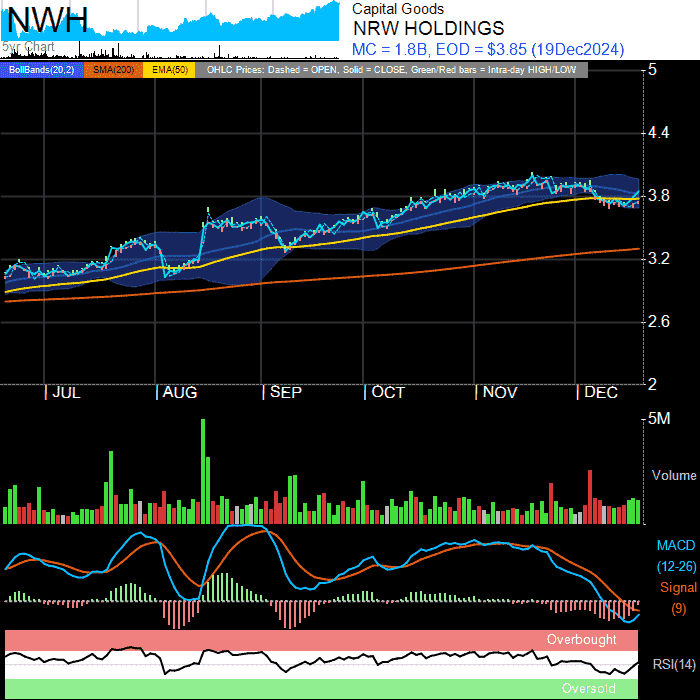 NWH
5yr Chart
Capital Goods
NRW HOLDINGS
MC = 1.8B, EOD = $3.85 (19Dec2024)
BollBands(20,2) SMA(200) EMA(50) OHLC Prices: Dashed = OPEN, Solid = CLOSE, Green/Red bars = Intra-day HIGH/LOW
5
4.4
3.8
3.2
2.6
2
| JUL | AUG | SEP | OCT | NOV | DEC
5M
Volume
MACD
(12-26)
Signal
(9)
Overbought
RSI(14)
Oversold